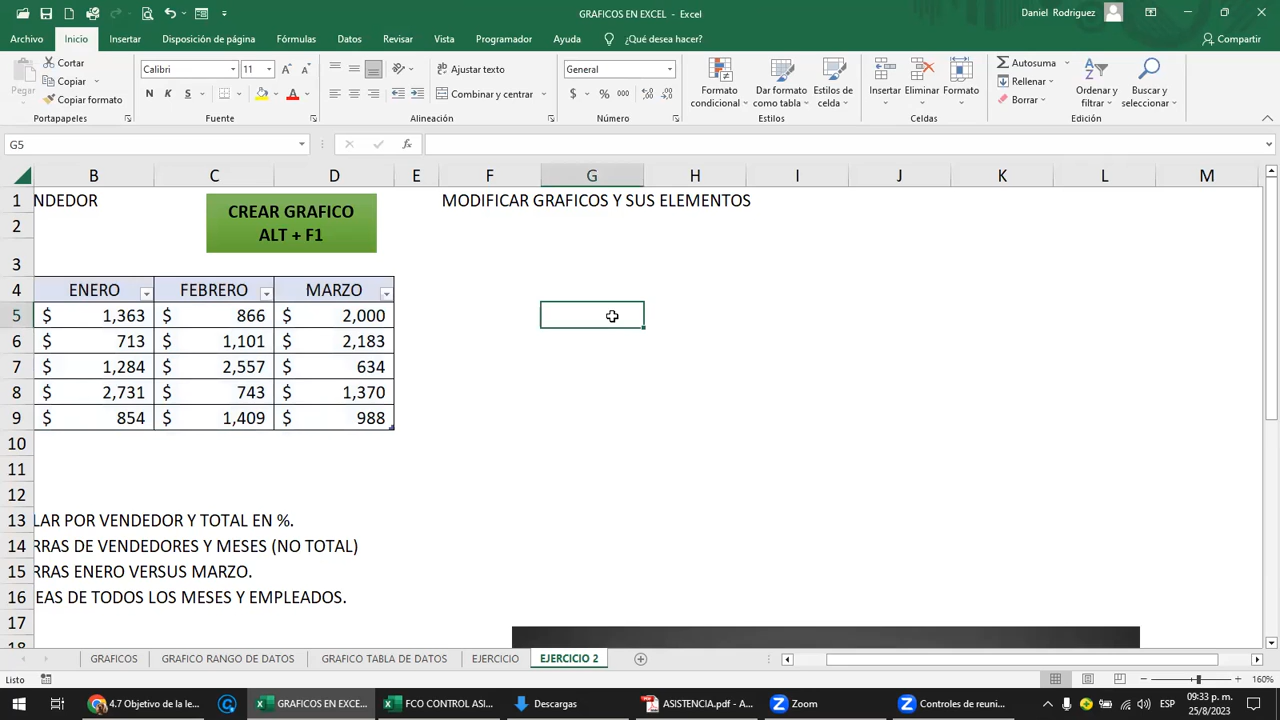 GRAFICOS EN EXCEL - Excel
Daniel Rodriguez
Archivo Inicio Insertar Disposición de página Fórmulas Datos Revisar Vista Programador Ayuda ¿Qué desea hacer? Compartir
Pegar
Cortar
Copiar
Copiar formato
Portapapeles
Calibri 11
N K S
Fuente
Ajustar texto
Combinar y centrar
Alineación
General
$ % 000
Número
Formato condicional
Dar formato como tabla
Estilos de celda
Estilos
Insertar Eliminar Formato
Celdas
Autosuma
Rellenar
Borrar
Ordenar y filtrar
Buscar y seleccionar
Edición
G5 fx
B C D E F G H I J K L M
1 NDEDOR MODIFICAR GRAFICOS Y SUS ELEMENTOS
CREAR GRAFICO
ALT + F1
2
3
4 ENERO FEBRERO MARZO
5 $ 1,363 $ 866 $ 2,000
6 $ 713 $ 1,101 $ 2,183
7 $ 1,284 $ 2,557 $ 634
8 $ 2,731 $ 743 $ 1,370
9 $ 854 $ 1,409 $ 988
10
11
12
13 LAR POR VENDEDOR Y TOTAL EN %.
14 RRAS DE VENDEDORES Y MESES (NO TOTAL)
15 RRAS ENERO VERSUS MARZO.
16 EAS DE TODOS LOS MESES Y EMPLEADOS.
17
18
GRAFICOS GRAFICO RANGO DE DATOS GRAFICO TABLA DE DATOS EJERCICIO EJERCICIO 2
Listo 160%
4.7 Objetivo de la le... GRAFICOS EN EXC... FCO CONTROL ASI... Descargas ASISTENCIA.pdf - A... Zoom Controles de reuni... ESP 09:33 p. m.
25/8/2023